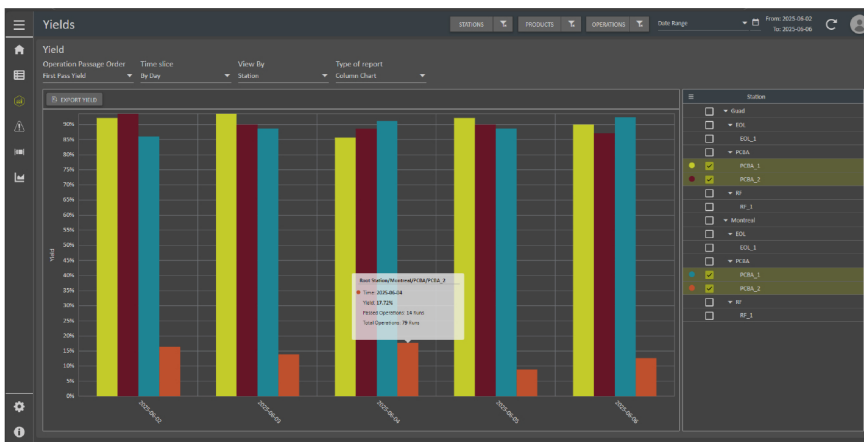 Yields
STATIONS
PRODUCTS
OPERATIONS
Date Range
From: 2025-06-02
To: 2025-06-06
Yield
Operation Passage Order
Time slice
View By
Type of report
First Pass Yield
By Day
Station
Column Chart
EXPORT YIELD
90%
85%
80%
75%
70%
65%
60%
55%
50%
45%
40%
35%
30%
25%
20%
15%
10%
5%
0%
Yield
2025-06-02
2025-06-03
2025-06-04
2025-06-05
2025-06-06
Root Station/Montreal/PCBA/PCBA_2
Time: 2025-06-04
Yield: 17.72%
Passed Operations: 14 Runs
Total Operations: 79 Runs
Station
Guad
EOL
EOL_1
PCBA
PCBA_1
PCBA_2
RF
RF_1
Montreal
EOL
EOL_1
PCBA
PCBA_1
PCBA_2
RF
RF_1